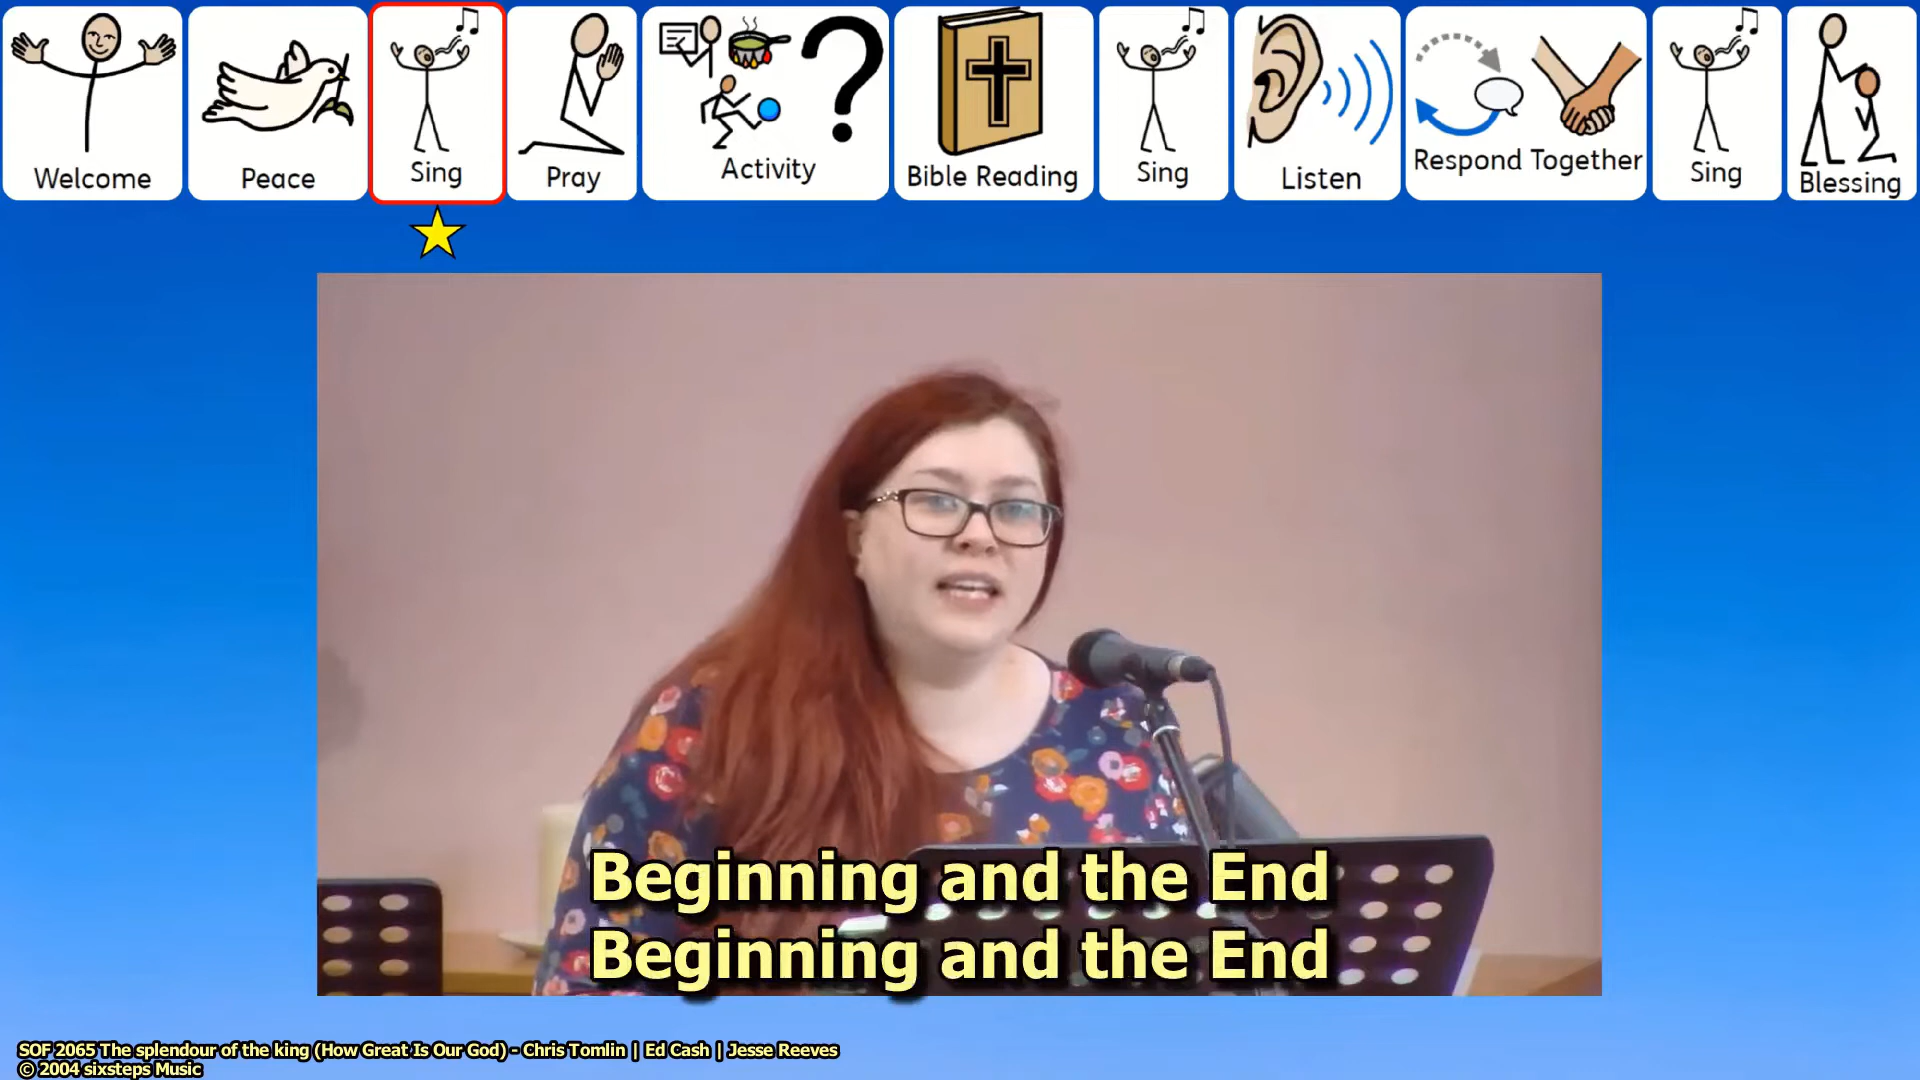 Welcome
Peace
Sing
Pray
Activity
Bible Reading
Sing
Listen
Respond Together
Sing
Blessing
Beginning and the End
Beginning and the End
SOF 2065 The splendour of the king (How Great Is Our God) - Chris Tomlin | Ed Cash | Jesse Reeves
© 2004 sixsteps Music